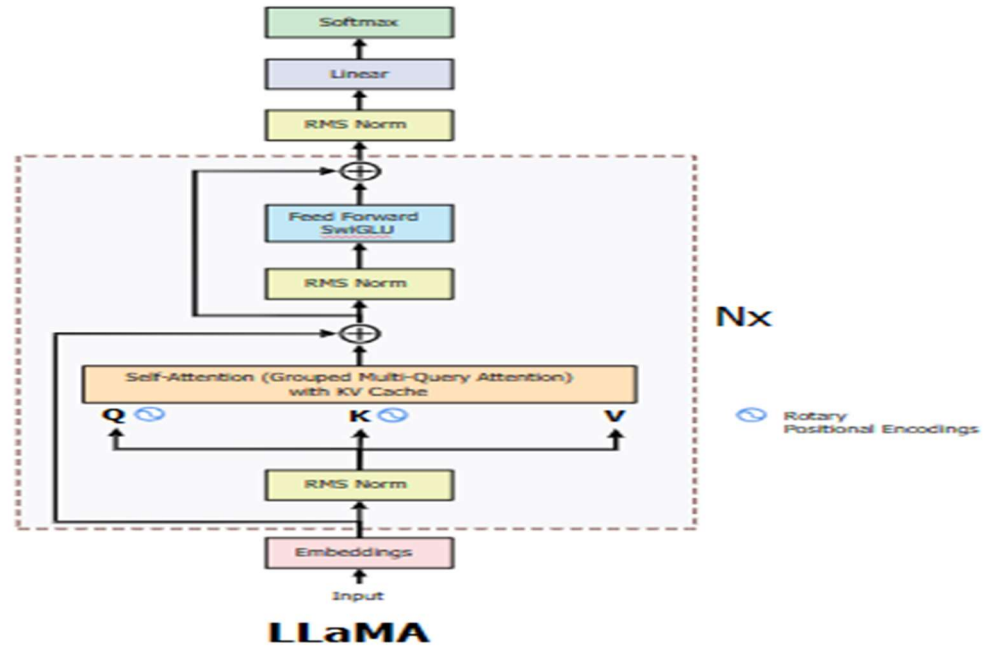 Softmax
Linear
RMS Norm
Feed Forward
SwiGLU
RMS Norm
Nx
Self-Attention (Grouped Multi-Query Attention)
with KV Cache
Q K V
Rotary
Positional Encodings
RMS Norm
Embeddings
Input
LLaMA